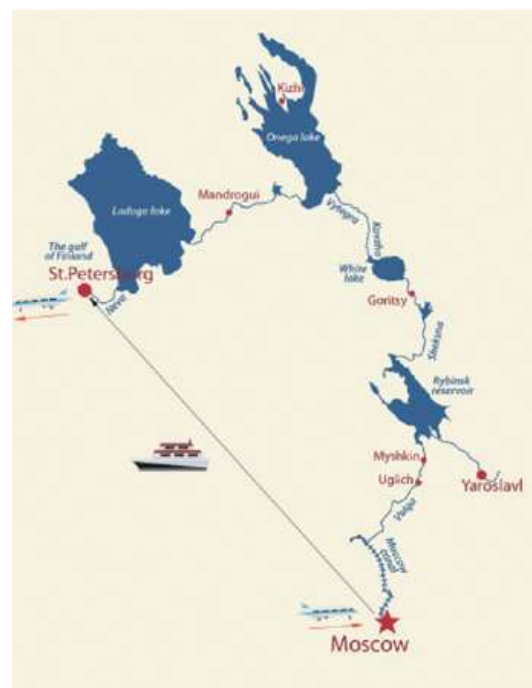 Kizhi
Onega lake
Ladoga lake
Mandrogui
Vytegra
Kovzha
The gulf
of Finland
St.Petersburg
Neva
White
lake
Goritsy
Sheksna
Rybinsk
reservoir
Myshkin
Uglich
Yaroslavl
Volga
Moscow
canal
Moscow